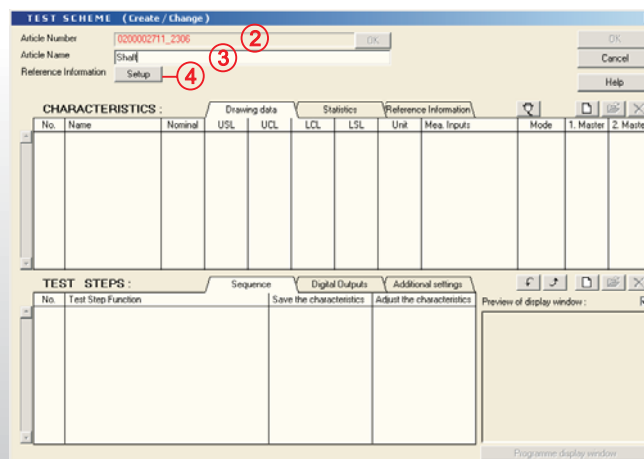 TEST SCHEME (Create / Change)
Article Number 0200002711_2306 ② OK OK
Article Name Shaft ③ Cancel
Reference Information Setup ④
Help
CHARACTERISTICS : Drawing data Statistics Reference Information
No. Name Nominal USL UCL LCL LSL Unit Mea. Inputs Mode 1. Master 2. Maste
TEST STEPS : Sequence Digital Outputs Additional settings
No. Test Step Function Save the characteristics Adjust the characteristics Preview of display window :
Programme display window